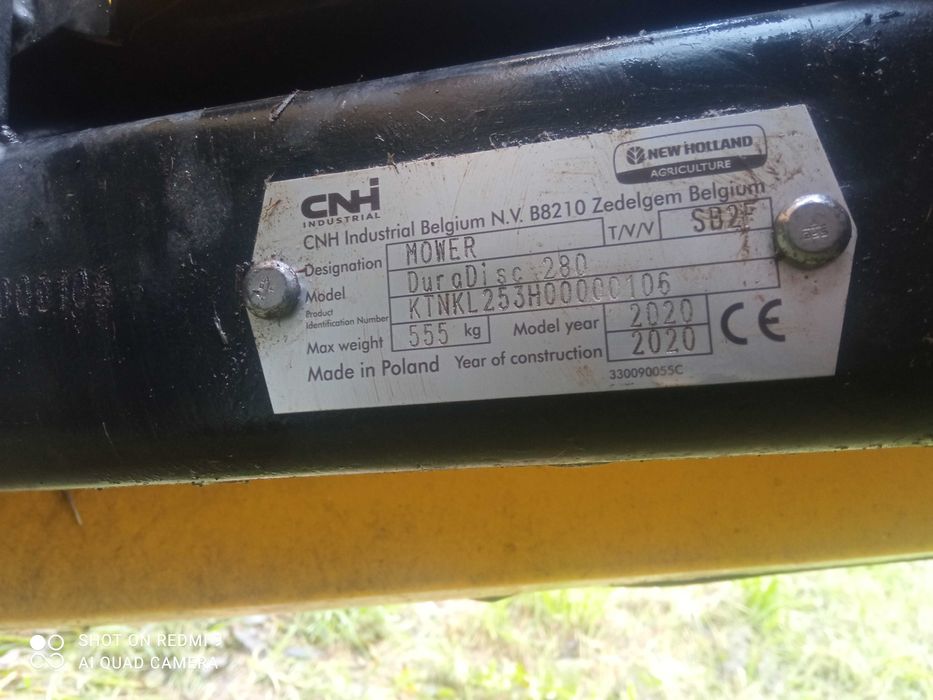 CNH
INDUSTRIAL
NEW HOLLAND
AGRICULTURE
CNH Industrial Belgium N.V. B8210 Zedelgem Belgium
Designation MOWER T/V/V SB2F
Model DuraDisc 280
Product
Identification Number KTNKL253H00000106
Max weight 555 kg Model year 2020
Made in Poland Year of construction 2020
CE
330090055C
SHOT ON REDMI 9
AI QUAD CAMERA